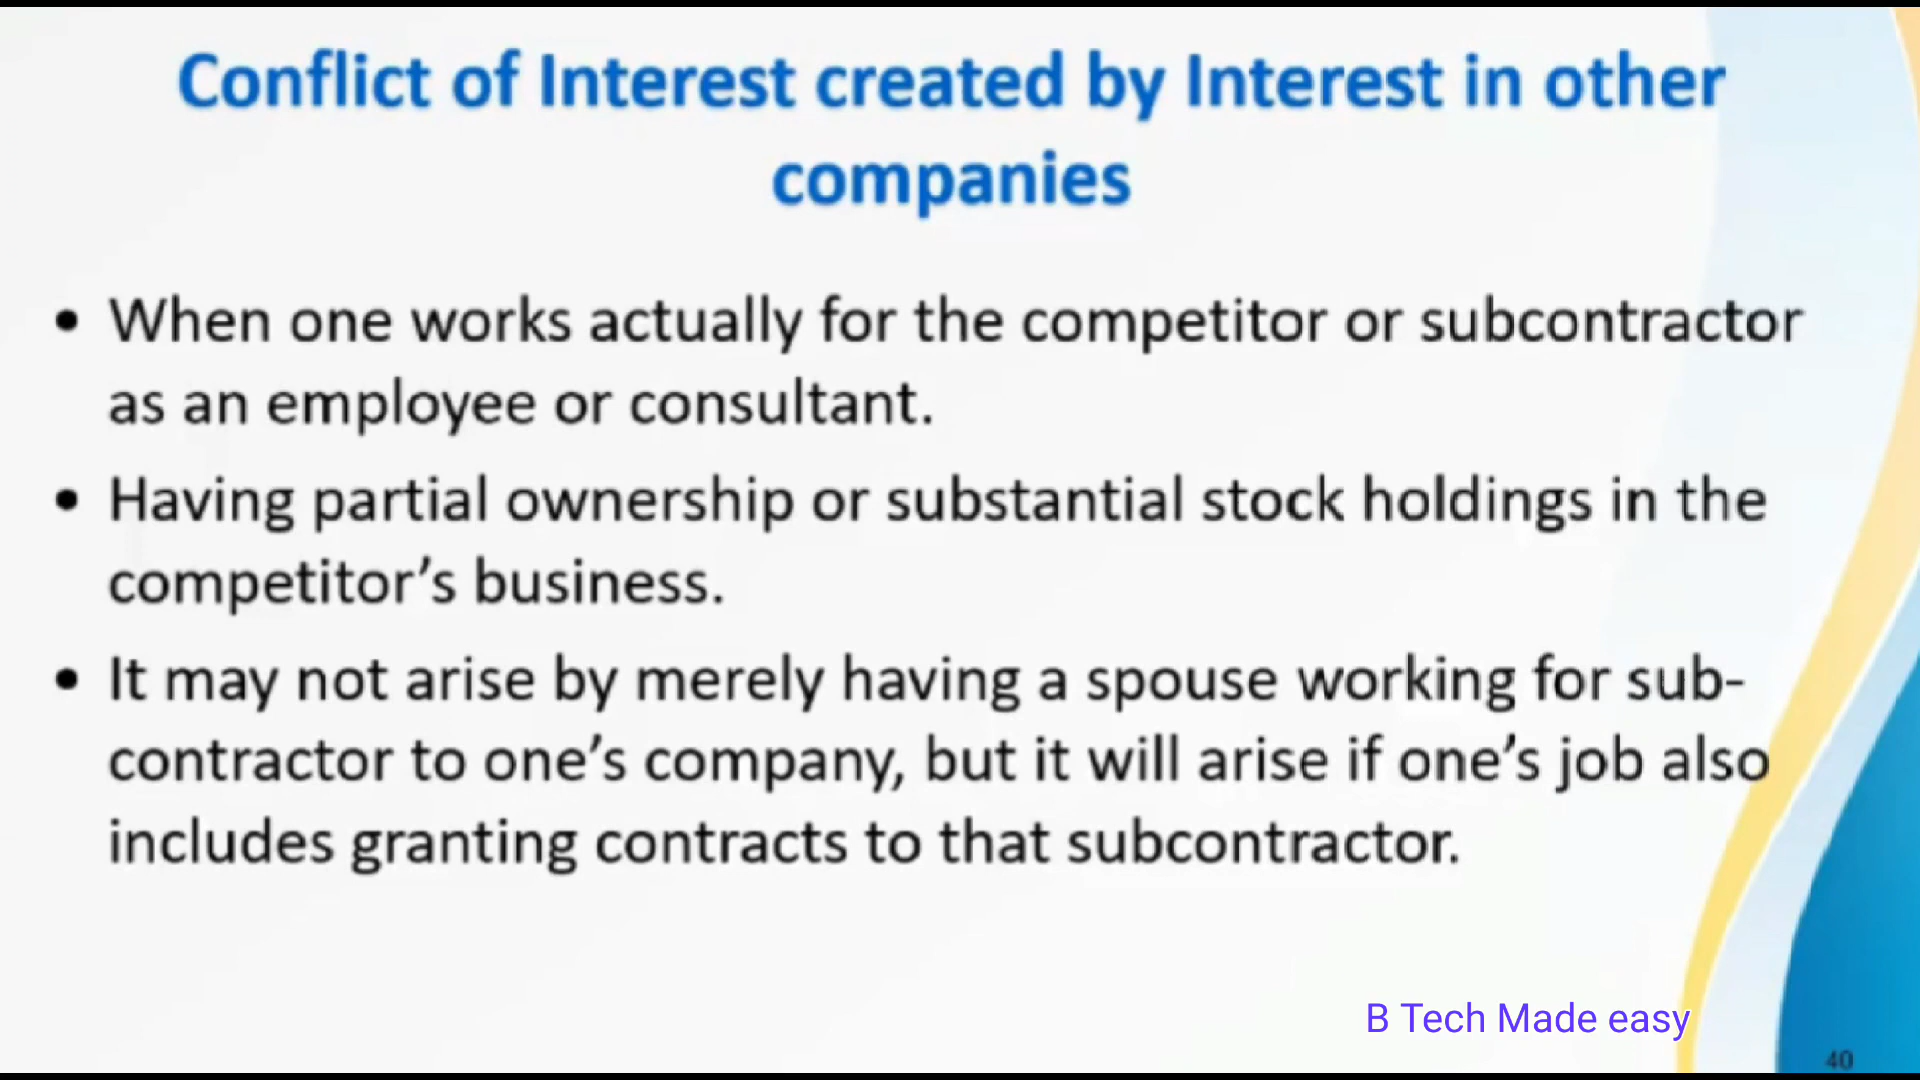 Conflict of Interest created by Interest in other
companies
• When one works actually for the competitor or subcontractor
as an employee or consultant.
• Having partial ownership or substantial stock holdings in the
competitor’s business.
• It may not arise by merely having a spouse working for sub-
contractor to one’s company, but it will arise if one’s job also
includes granting contracts to that subcontractor.
B Tech Made easy
40